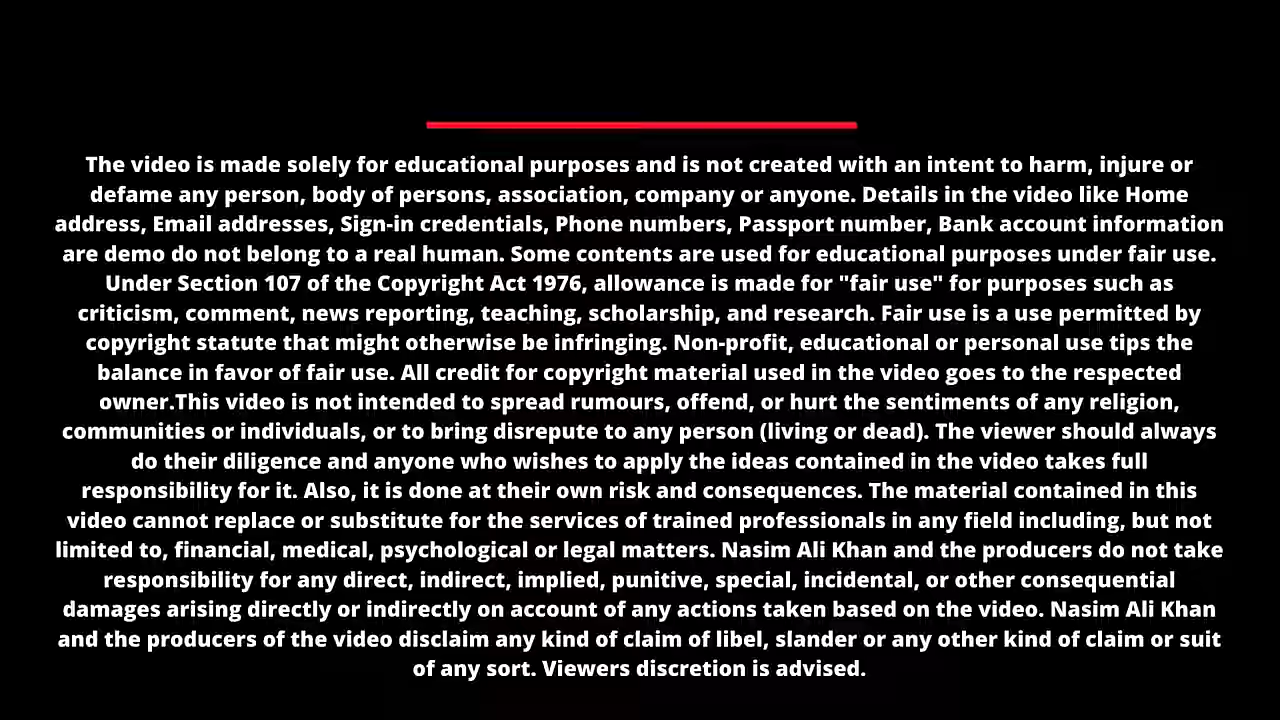 The video is made solely for educational purposes and is not created with an intent to harm, injure or
defame any person, body of persons, association, company or anyone. Details in the video like Home
address, Email addresses, Sign-in credentials, Phone numbers, Passport number, Bank account information
are demo do not belong to a real human. Some contents are used for educational purposes under fair use.
Under Section 107 of the Copyright Act 1976, allowance is made for "fair use" for purposes such as
criticism, comment, news reporting, teaching, scholarship, and research. Fair use is a use permitted by
copyright statute that might otherwise be infringing. Non-profit, educational or personal use tips the
balance in favor of fair use. All credit for copyright material used in the video goes to the respected
owner.This video is not intended to spread rumours, offend, or hurt the sentiments of any religion,
communities or individuals, or to bring disrepute to any person (living or dead). The viewer should always
do their diligence and anyone who wishes to apply the ideas contained in the video takes full
responsibility for it. Also, it is done at their own risk and consequences. The material contained in this
video cannot replace or substitute for the services of trained professionals in any field including, but not
limited to, financial, medical, psychological or legal matters. Nasim Ali Khan and the producers do not take
responsibility for any direct, indirect, implied, punitive, special, incidental, or other consequential
damages arising directly or indirectly on account of any actions taken based on the video. Nasim Ali Khan
and the producers of the video disclaim any kind of claim of libel, slander or any other kind of claim or suit
of any sort. Viewers discretion is advised.